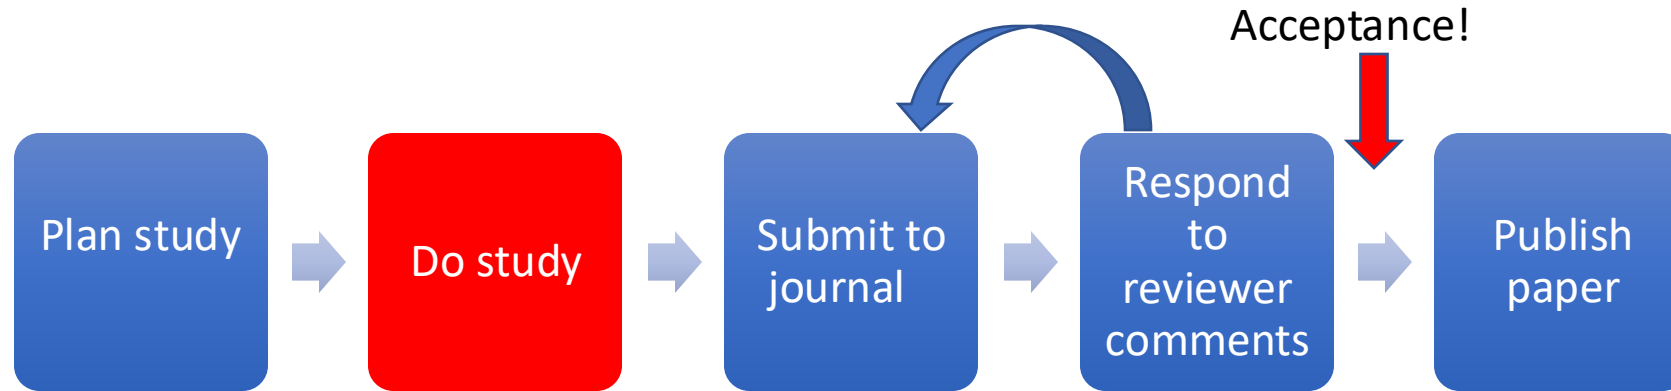 Acceptance!
Plan study
Do study
Submit to
journal
Respond
to
reviewer
comments
Publish
paper